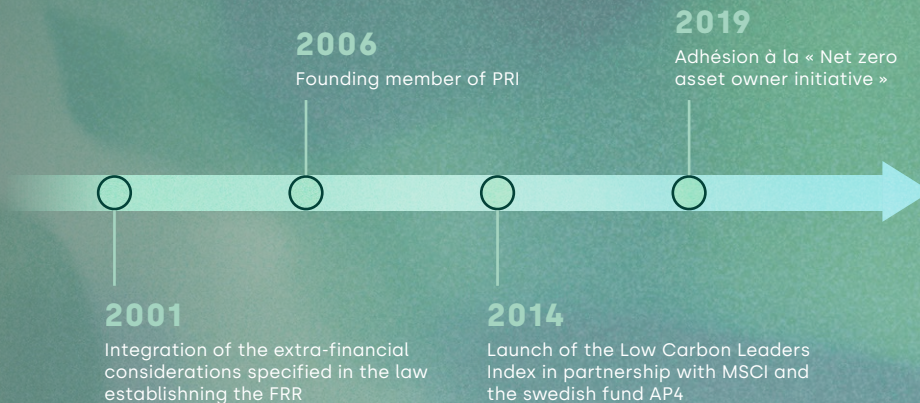 2006
Founding member of PRI
2019
Adhésion à la « Net zero
asset owner initiative »
2001
Integration of the extra-financial
considerations specified in the law
establishning the FRR
2014
Launch of the Low Carbon Leaders
Index in partnership with MSCI and
the swedish fund AP4